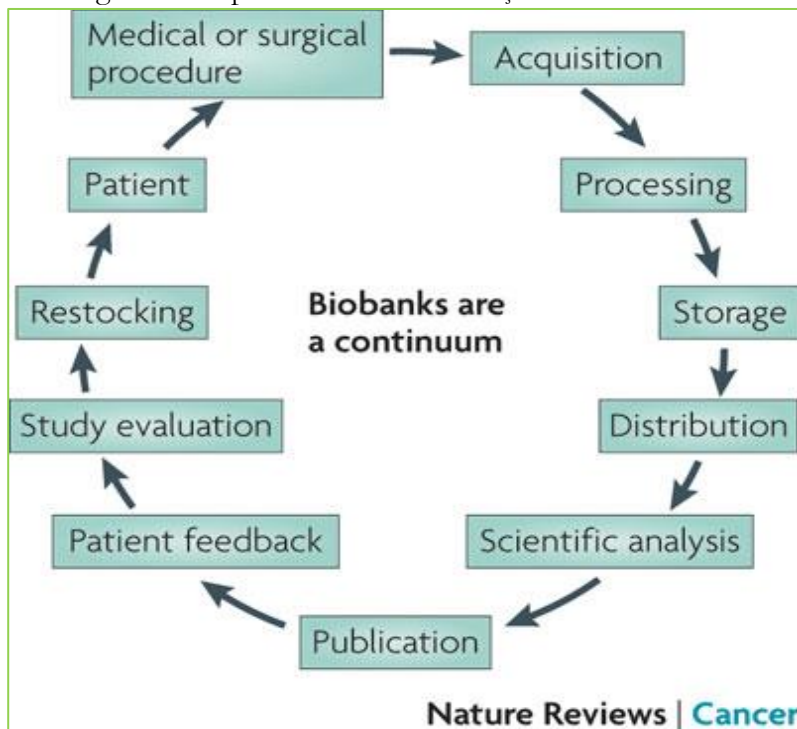 Medical or surgical
procedure
Acquisition
Processing
Storage
Distribution
Scientific analysis
Publication
Patient feedback
Study evaluation
Restocking
Patient
Biobanks are
a continuum
Nature Reviews | Cancer